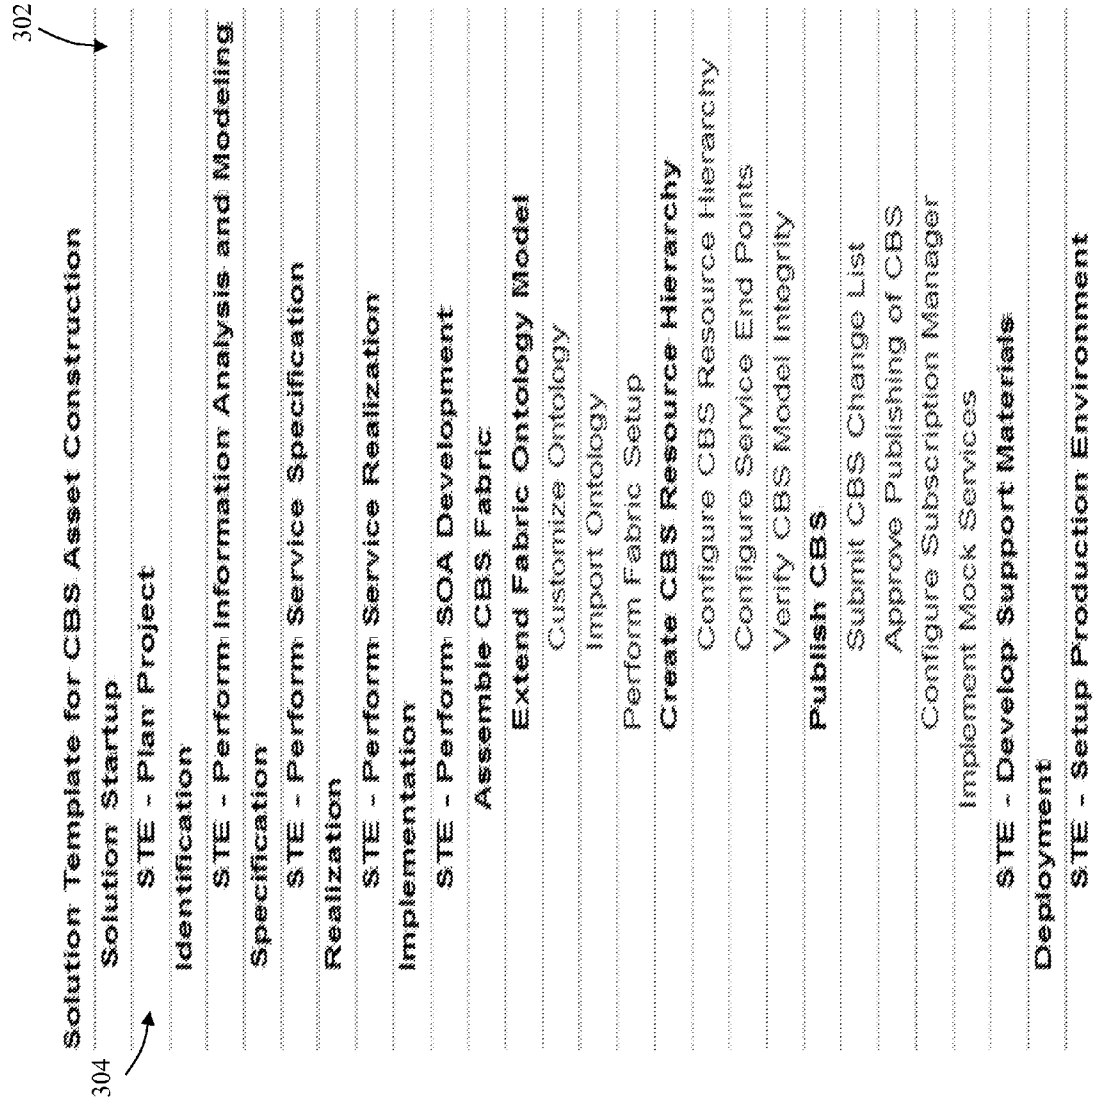 302
304
Solution Template for CBS Asset Construction
Solution Startup
STE - Plan Project
Identification
STE - Perform Information Analysis and Modeling
Specification
STE - Perform Service Specification
Realization
STE - Perform Service Realization
Implementation
STE - Perform SOA Development
Assemble CBS Fabric
Extend Fabric Ontology Model
Customize Ontology
Import Ontology
Perform Fabric Setup
Create CBS Resource Hierarchy
Configure CBS Resource Hierarchy
Configure Service End Points
Verify CBS Model Integrity
Publish CBS
Submit CBS Change List
Approve Publishing of CBS
Configure Subscription Manager
Implement Mock Services
STE - Develop Support Materials
Deployment
STE - Setup Production Environment